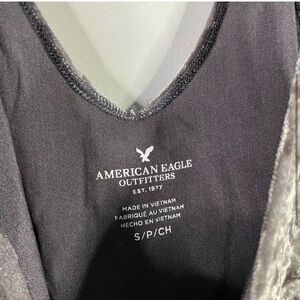 AMERICAN EAGLE
OUTFITTERS
EST. 1977
MADE IN VIETNAM
FABRIQUÉ AU VIETNAM
HECHO EN VIETNAM
S/P/CH